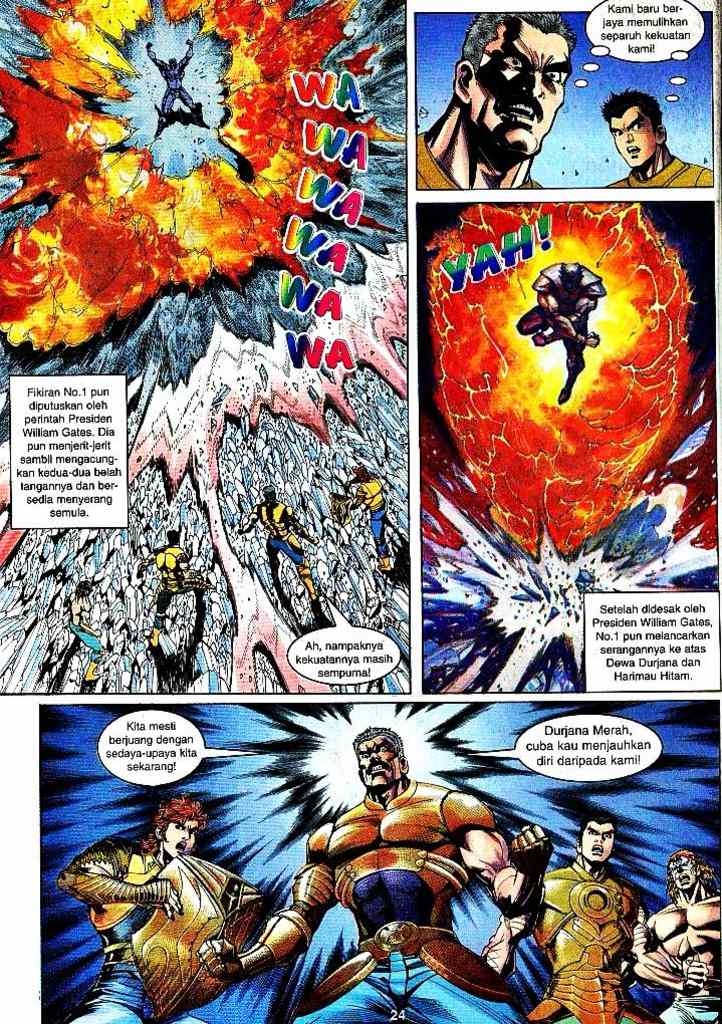 WA
WA
WA
WA
WA
WA
Fikiran No.1 pun
diputuskan oleh
perintah Presiden
William Gates. Dia
pun menjerit-jerit
sambil mengacung-
kan kedua-dua belah
tangannya dan ber-
sedia menyerang
semula.
Ah, nampaknya
kekuatannya masih
sempurna!
Kami baru ber-
jaya memulihkan
separuh kekuatan
kami!
YAH!
Setelah didesak oleh
Presiden William Gates,
No.1 pun melancarkan
serangannya ke atas
Dewa Durjana dan
Harimau Hitam.
Kita mesti
berjuang dengan
sedaya-upaya kita
sekarang!
Durjana Merah,
cuba kau menjauhkan
diri daripada kami!
24